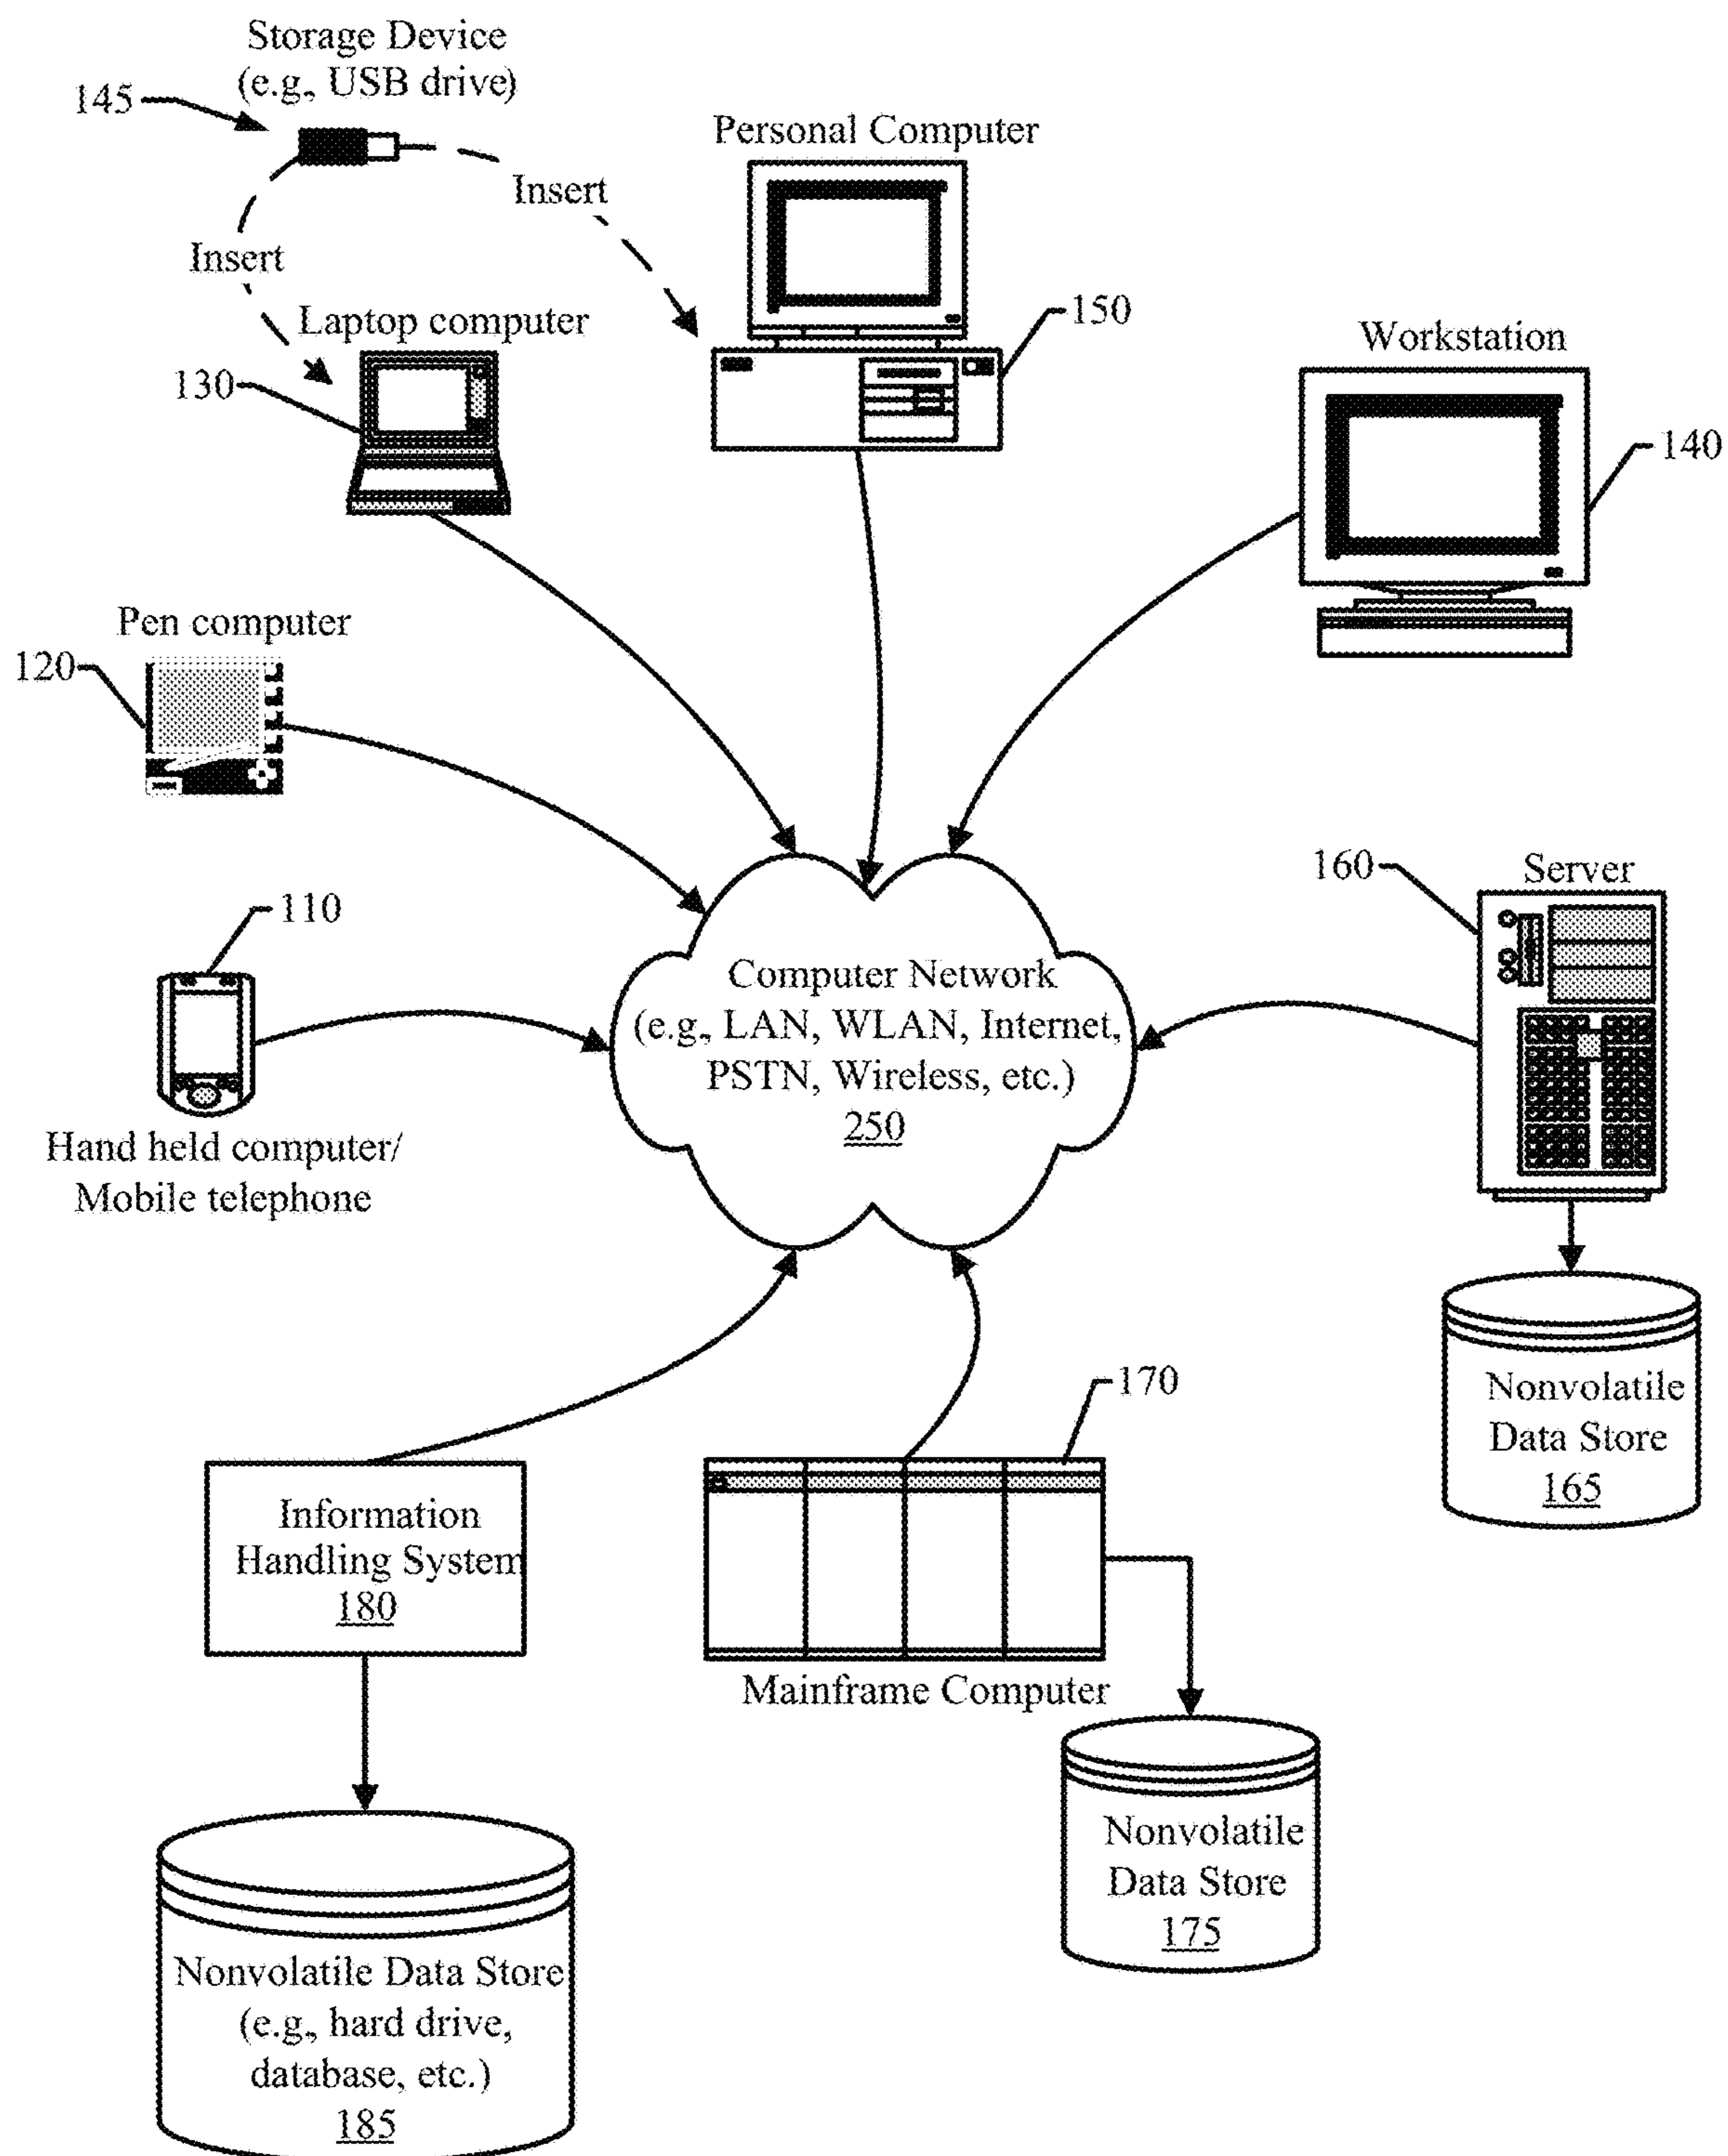 Storage Device
(e.g., USB drive)
145
Personal Computer
Insert
Insert
150
Laptop computer
130
Workstation
140
Pen computer
120
160
Server
110
Computer Network
(e.g., LAN, WLAN, Internet,
PSTN, Wireless, etc.)
250
Hand held computer/
Mobile telephone
170
Nonvolatile
Data Store
165
Information
Handling System
180
Mainframe Computer
Nonvolatile
Data Store
175
Nonvolatile Data Store
(e.g., hard drive,
database, etc.)
185